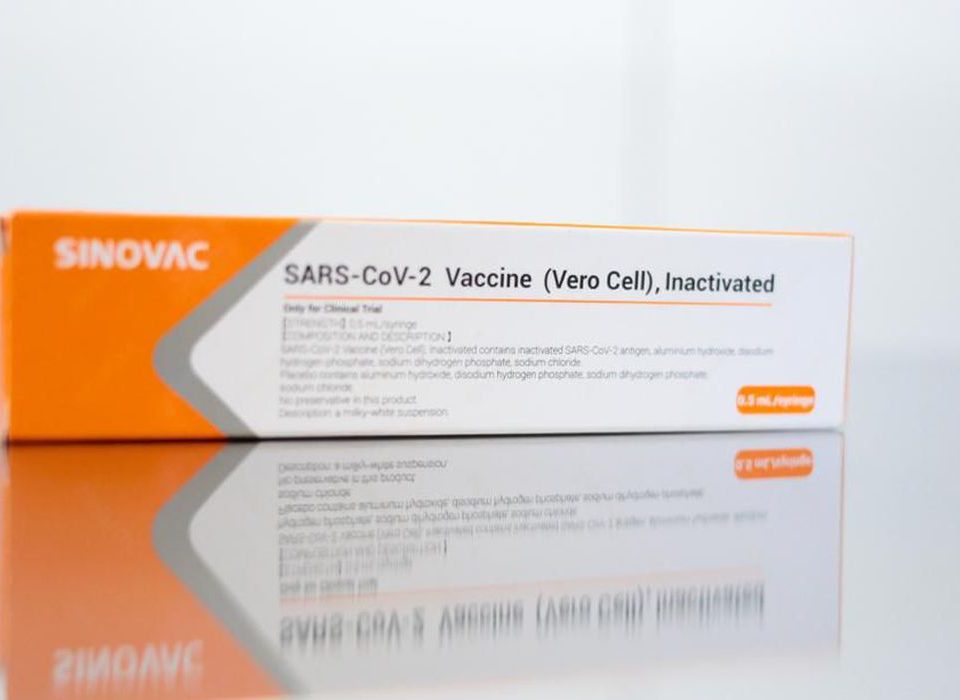 SINOVAC
SARS-CoV-2 Vaccine (Vero Cell), Inactivated
Only for Clinical Trial
【STRENGTH】0.5 mL/syringe
【COMPOSITION AND DESCRIPTION】
SARS-CoV-2 Vaccine (Vero Cell), Inactivated contains inactivated SARS-CoV-2 antigen, aluminium hydroxide, disodium
hydrogen phosphate, sodium dihydrogen phosphate, sodium chloride.
Placebo contains aluminum hydroxide, disodium hydrogen phosphate, sodium dihydrogen phosphate,
sodium chloride.
No preservative in this product.
Description: a milky-white suspension.
0.5 mL/syringe